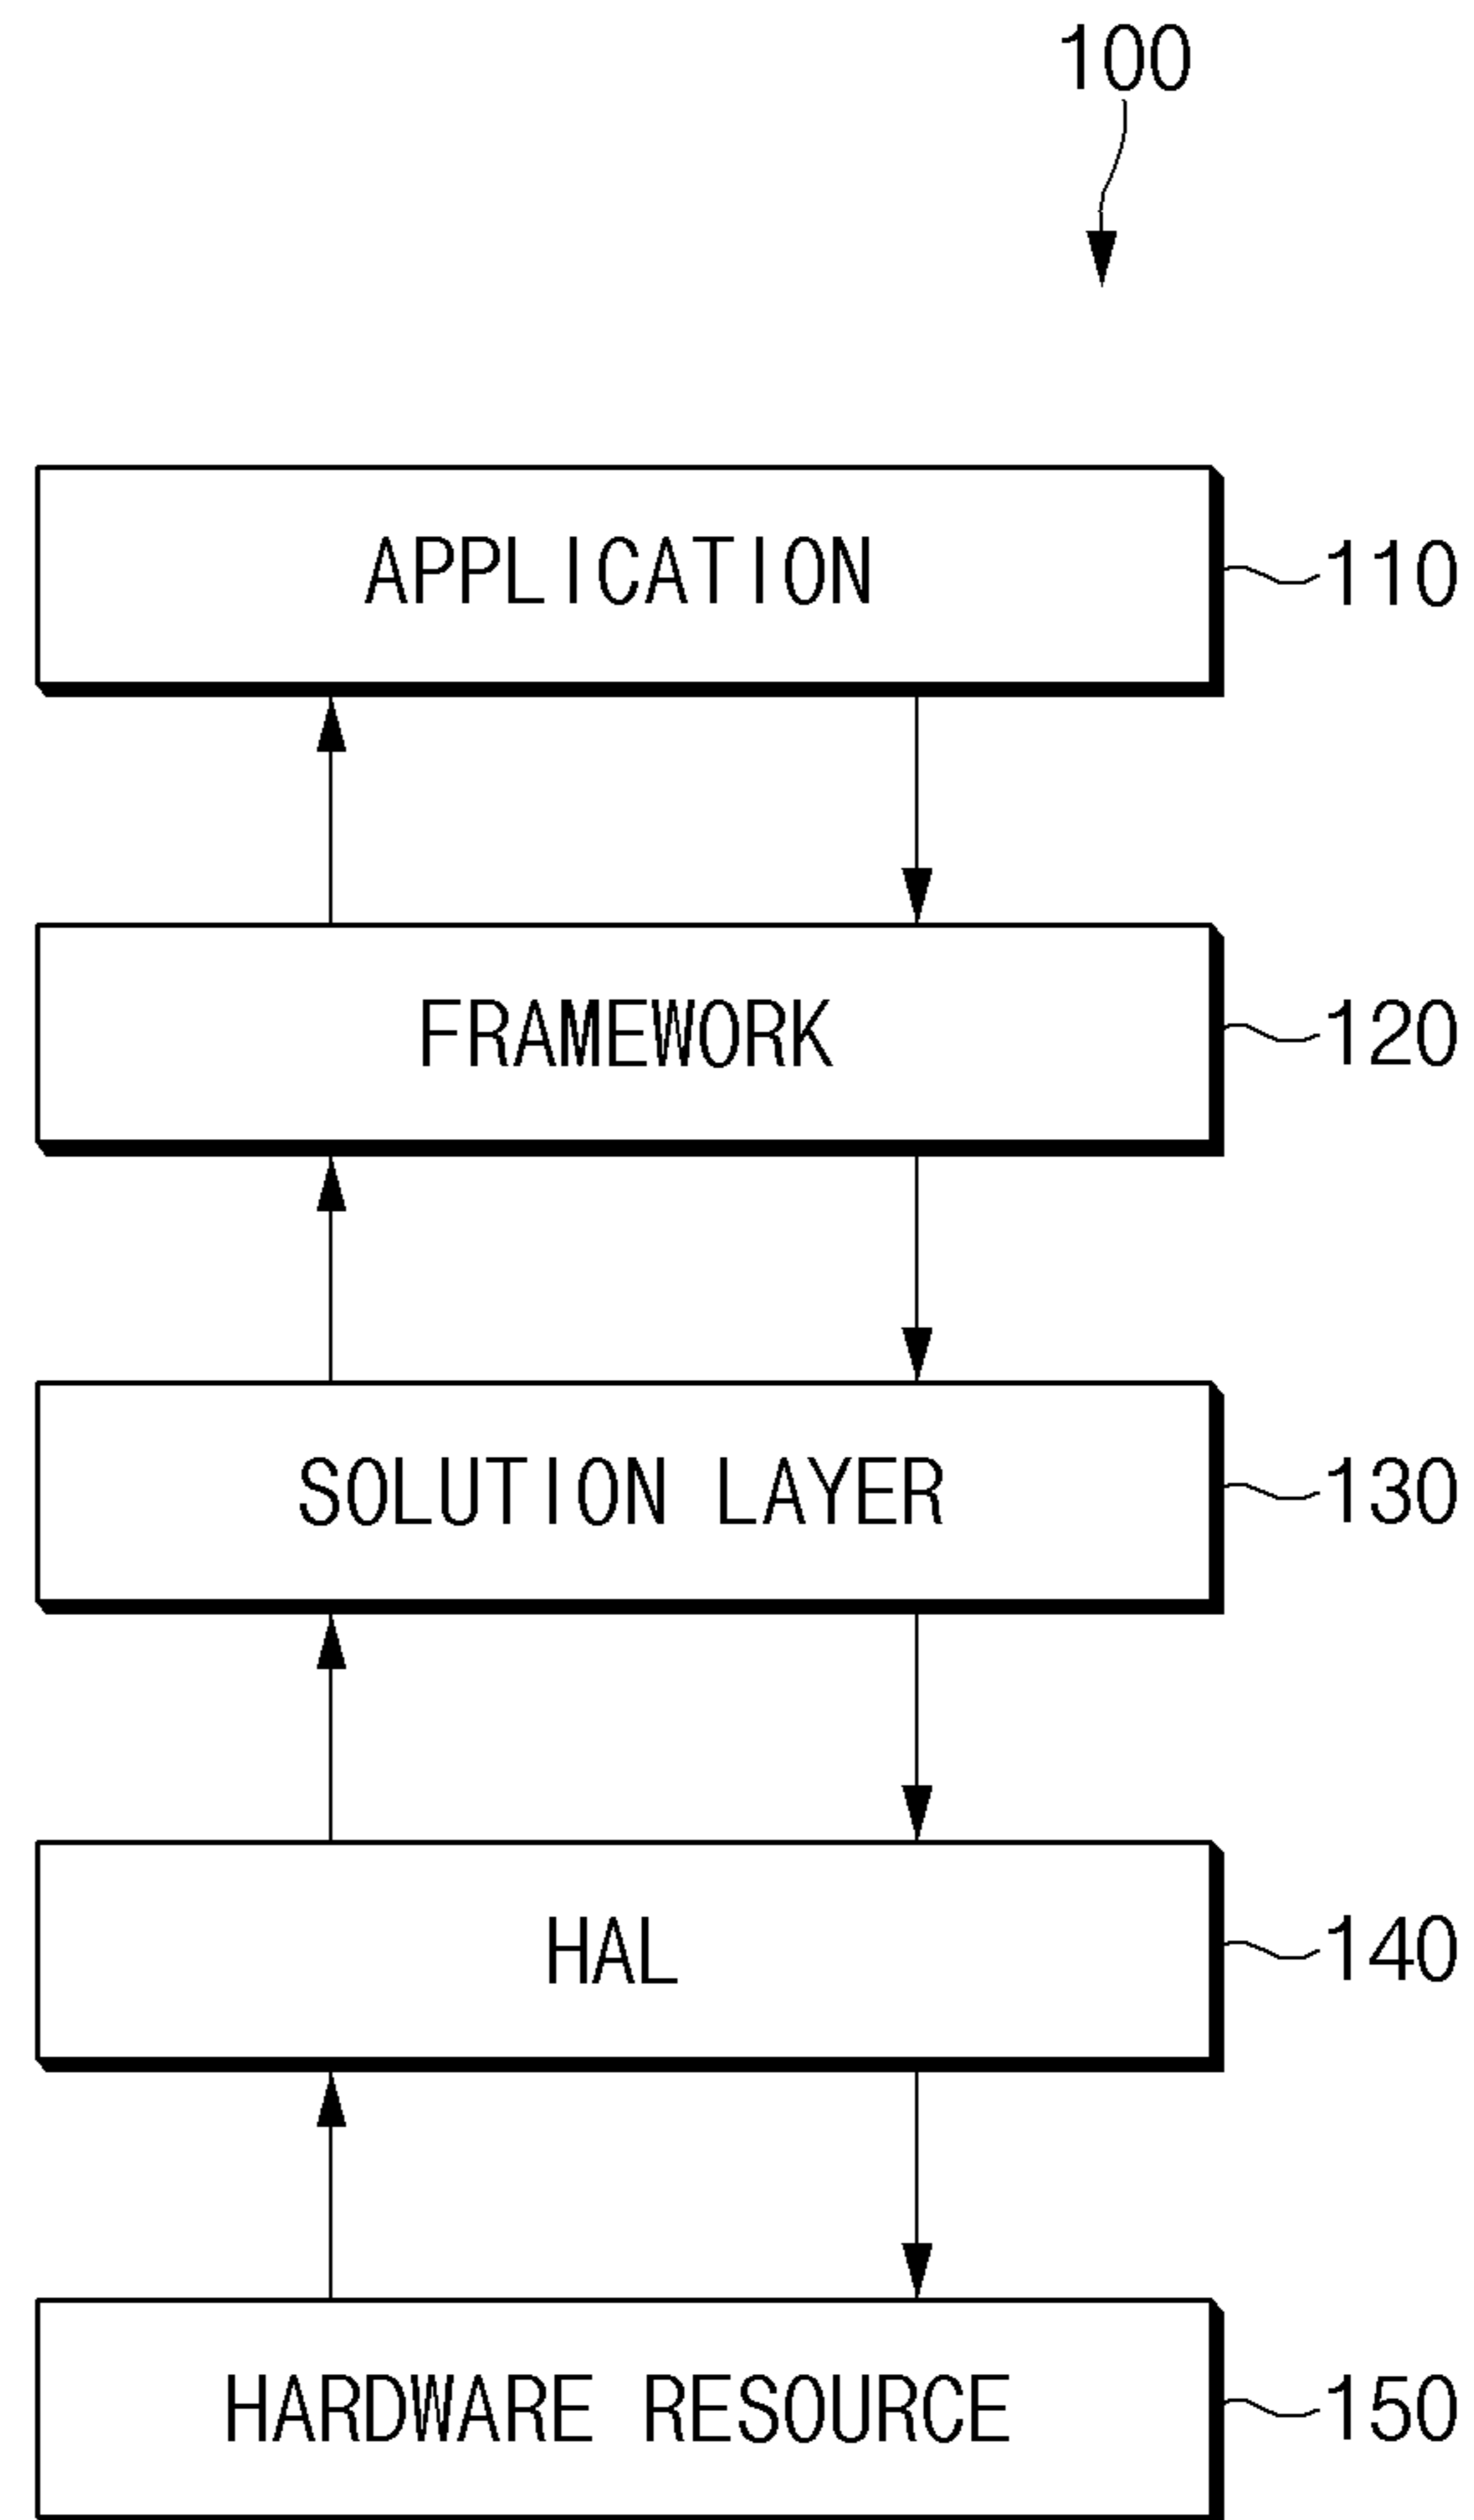 100
APPLICATION 110
FRAMEWORK 120
SOLUTION LAYER 130
HAL 140
HARDWARE RESOURCE 150